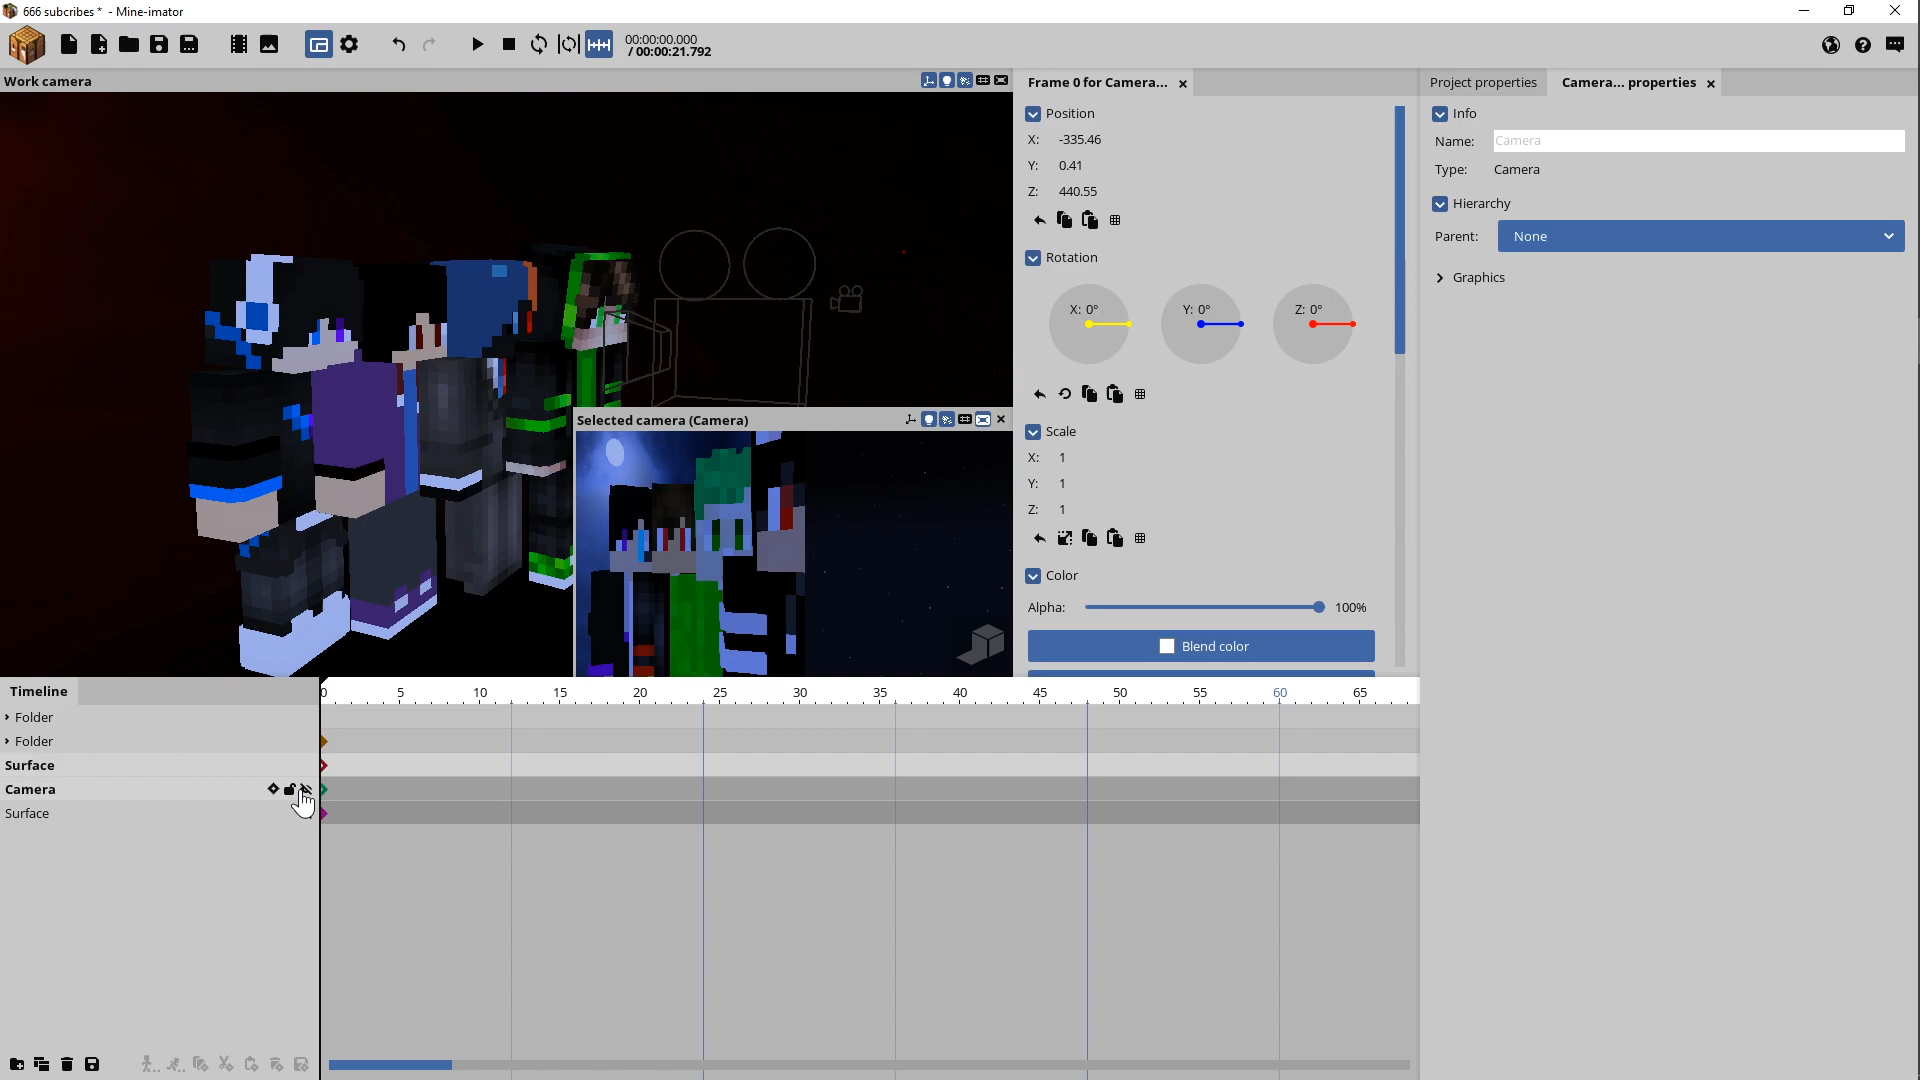 666 subcribes * - Mine-imator
00:00:00.000
/ 00:00:21.792
Work camera
Frame 0 for Camera...
Project properties
Camera... properties
Position
X: -335.46
Y: 0.41
Z: 440.55
Rotation
X: 0° Y: 0° Z: 0°
Scale
X: 1
Y: 1
Z: 1
Color
Alpha: 100%
Blend color
Info
Name: Camera
Type: Camera
Hierarchy
Parent: None
Graphics
Selected camera (Camera)
Timeline
0 5 10 15 20 25 30 35 40 45 50 55 60 65
Folder
Folder
Surface
Camera
Surface